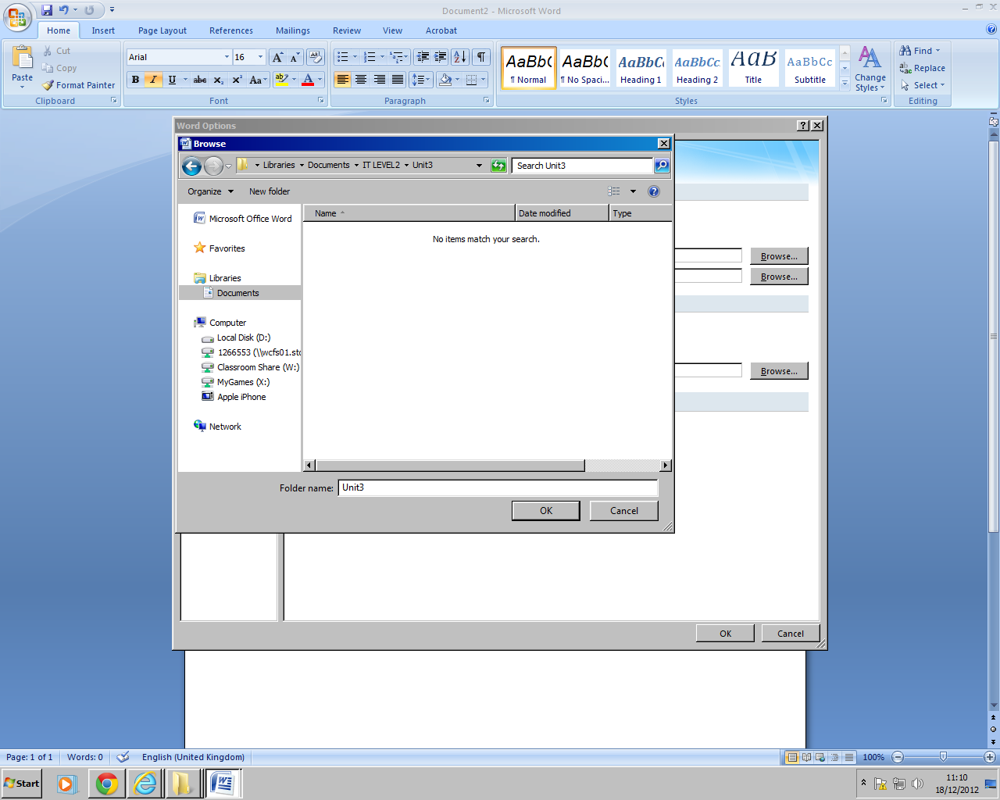 Document2 - Microsoft Word
Home Insert Page Layout References Mailings Review View Acrobat
Paste
Cut
Copy
Format Painter
Clipboard
Arial 16
B I U abc x₂ x² Aa
ab A
Font
Paragraph
AaBbC AaBbC AaBbC AaBbCc AaB AaBbCc
¶ Normal ¶ No Spaci... Heading 1 Heading 2 Title Subtitle
Change Styles
Styles
Find
Replace
Select
Editing
Word Options
Browse
Libraries Documents IT LEVEL2 Unit3
Search Unit3
Organize New folder
Name Date modified Type
No items match your search.
Microsoft Office Word
Favorites
Libraries
Documents
Computer
Local Disk (D:)
1266553 (\\wcfs01.stc
Classroom Share (W:)
MyGames (X:)
Apple iPhone
Network
Browse...
Browse...
Browse...
Folder name: Unit3
OK Cancel
OK Cancel
Page: 1 of 1 Words: 0 English (United Kingdom) 100%
Start
11:10
18/12/2012